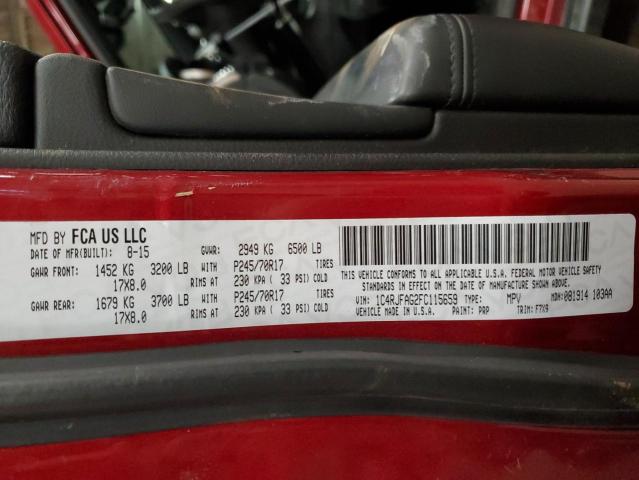 MFD BY FCA US LLC
DATE OF MFR(BUILT): 8-15 GVWR: 2949 KG 6500 LB
GAWR FRONT: 1452 KG 3200 LB WITH P245/70R17 TIRES
17X8.0 RIMS AT 230 KPA ( 33 PSI) COLD
GAWR REAR: 1679 KG 3700 LB WITH P245/70R17 TIRES
17X8.0 RIMS AT 230 KPA ( 33 PSI) COLD
THIS VEHICLE CONFORMS TO ALL APPLICABLE U.S.A. FEDERAL MOTOR VEHICLE SAFETY
STANDARDS IN EFFECT ON THE DATE OF MANUFACTURE SHOWN ABOVE.
VIN: 1C4RJFAG2FC115659 TYPE: MPV MDH: 081914 103AA
VEHICLE MADE IN U.S.A. PAINT: PRP TRIM: F7X9